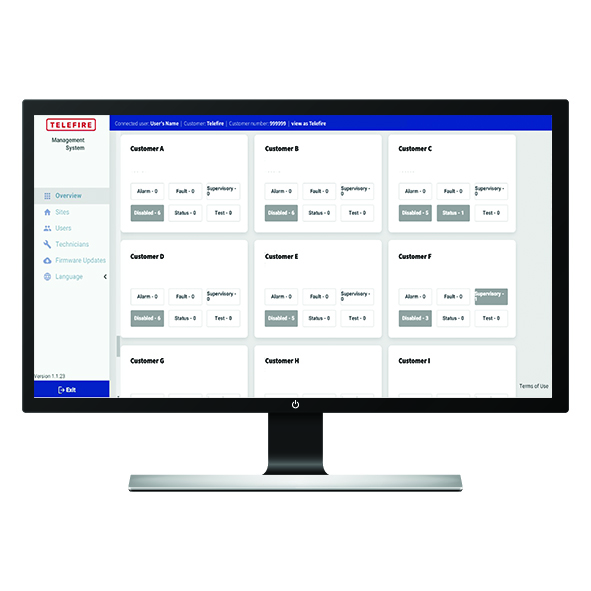 TELEFIRE
Management
System
Connected user: User's Name | Customer: Telefire | Customer number: 999999 | view as Telefire
Overview
Sites
Users
Technicians
Firmware Updates
Language
Version 1.1.23
Exit
Customer A
Alarm - 0
Fault - 0
Supervisory -
0
Disabled - 6
Status - 0
Test - 0
Customer B
Alarm - 0
Fault - 0
Supervisory -
0
Disabled - 6
Status - 0
Test - 0
Customer C
Alarm - 0
Fault - 0
Supervisory -
0
Disabled - 5
Status - 1
Test - 0
Customer D
Alarm - 0
Fault - 0
Supervisory -
0
Disabled - 6
Status - 0
Test - 0
Customer E
Alarm - 0
Fault - 0
Supervisory -
0
Disabled - 5
Status - 0
Test - 0
Customer F
Alarm - 0
Fault - 0
Supervisory -
Disabled - 3
Status - 0
Test - 0
Customer G
Customer H
Customer I
Terms of Use